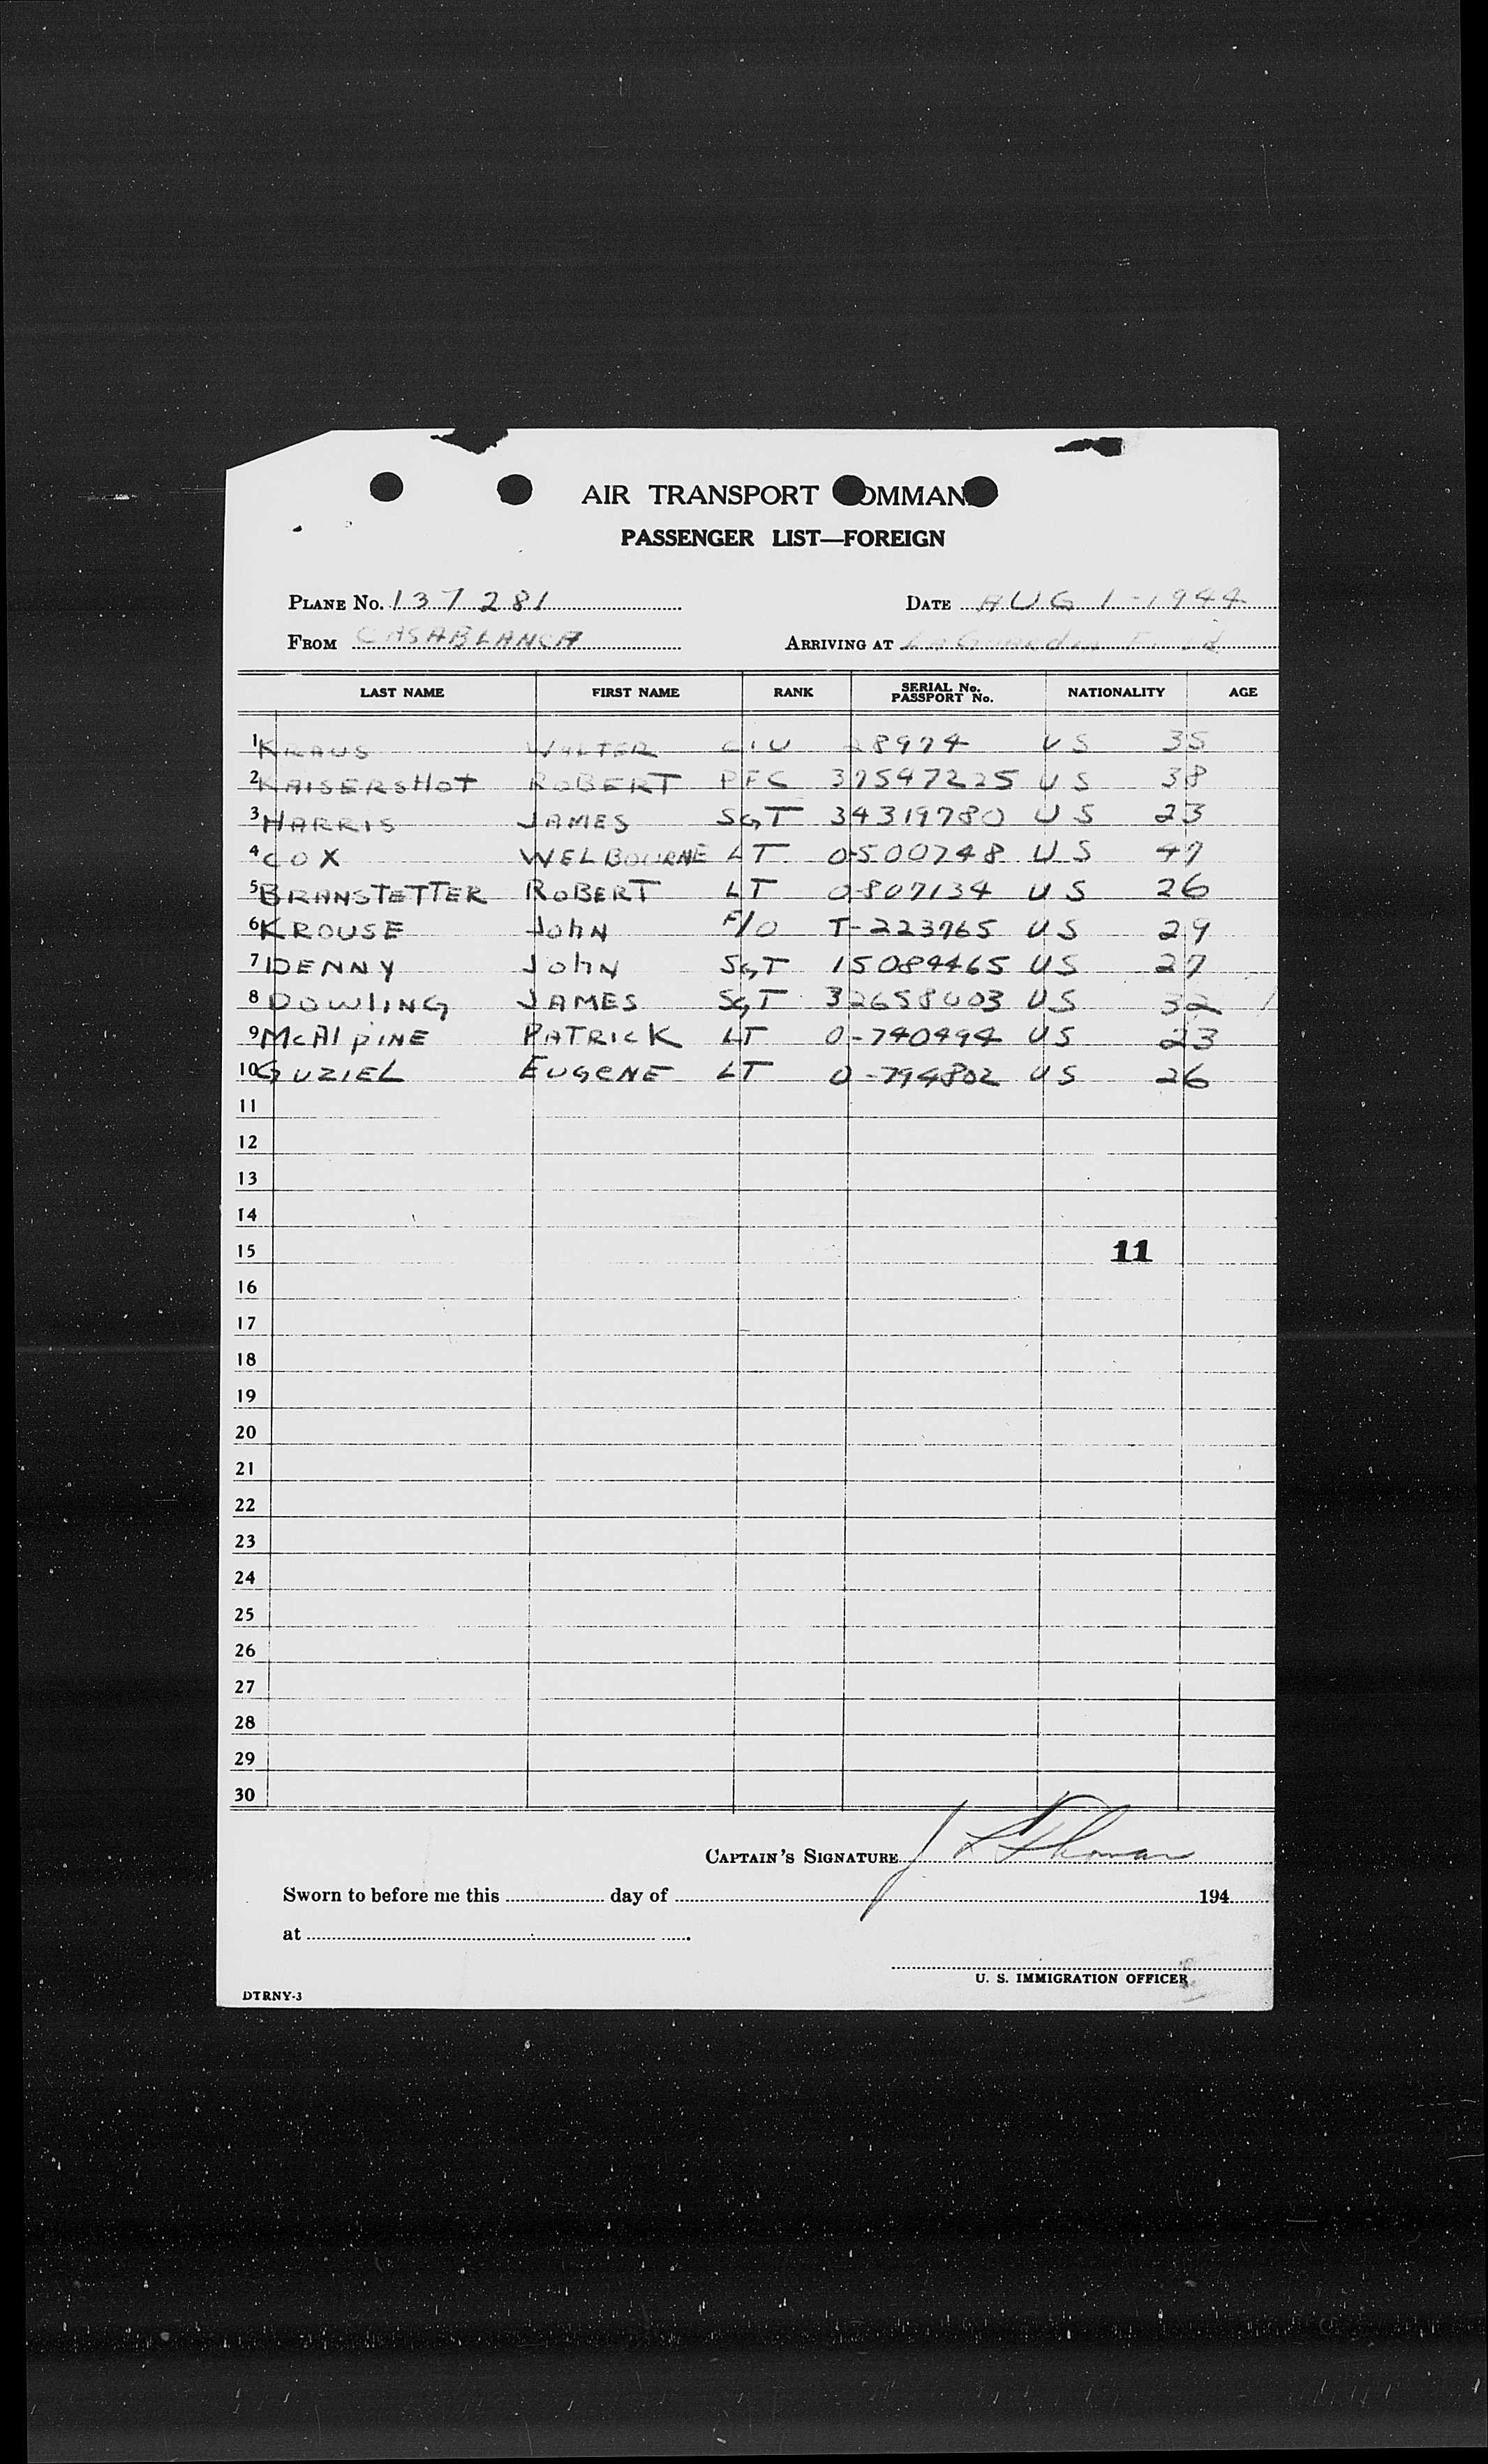 AIR TRANSPORT COMMAND
PASSENGER LIST—FOREIGN
PLANE No. 137281 DATE AUG 1-1944
FROM CASABLANCA ARRIVING AT LaGuardia Field
LAST NAME FIRST NAME RANK SERIAL No. PASSPORT No. NATIONALITY AGE
1 KRAUS WALTER CIV 28974 US 35
2 KAISERSHOT ROBERT PFC 37547225 US 38
3 HARRIS JAMES SGT 34319780 US 23
4 COX WELBOURNE LT 0-500748 US 47
5 BRANSTETTER ROBERT LT 0-807134 US 26
6 KROUSE JohN F/O T-223765 US 29
7 DENNY JohN SGT 15084465 US 27
8 DOWlING JAMES SGT 32658003 US 32
9 McAlpiNE PATRICK LT 0-740494 US 23
10 GUZIEL EUGENE LT 0-794802 US 26
11
12
13
14
15 11
16
17
18
19
20
21
22
23
24
25
26
27
28
29
30
CAPTAIN'S SIGNATURE J L Thomas
Sworn to before me this day of 194
at
U. S. IMMIGRATION OFFICER
DTRNY-3